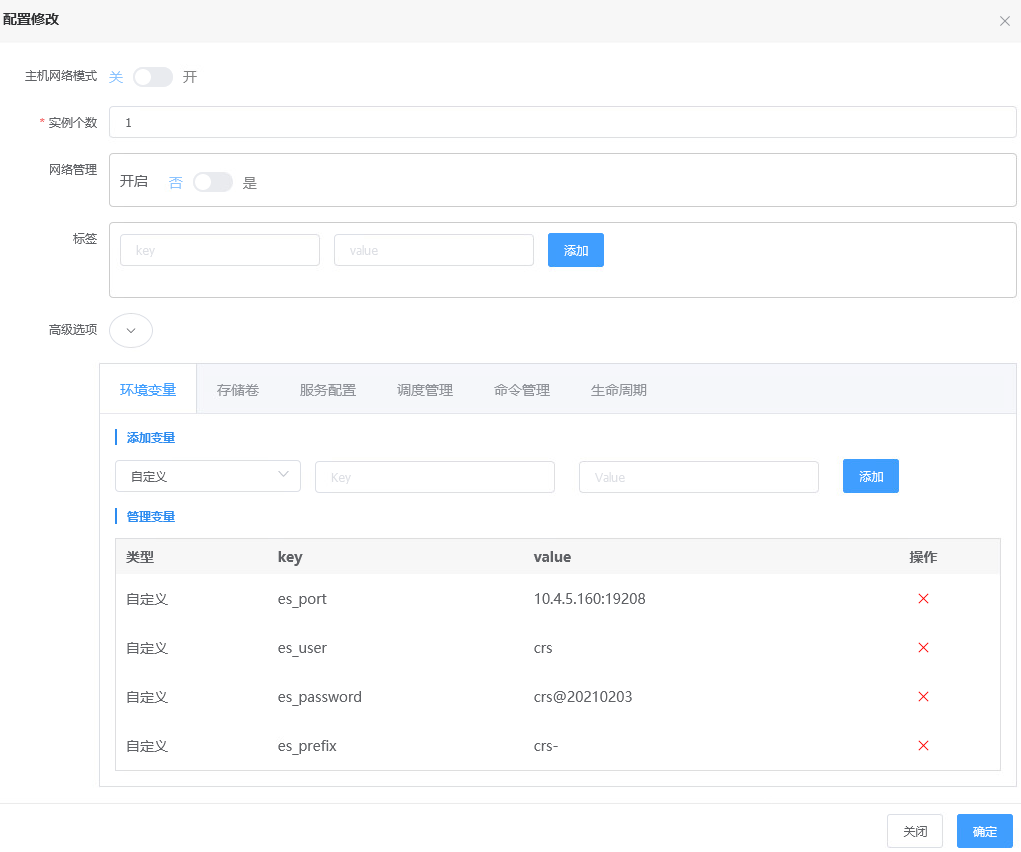 配置修改
主机网络模式 关 开
* 实例个数 1
网络管理 开启 否 是
标签 key value 添加
高级选项
环境变量 存储卷 服务配置 调度管理 命令管理 生命周期
添加变量
自定义 Key Value 添加
管理变量
类型 key value 操作
自定义 es_port 10.4.5.160:19208
自定义 es_user crs
自定义 es_password crs@20210203
自定义 es_prefix crs-
关闭 确定